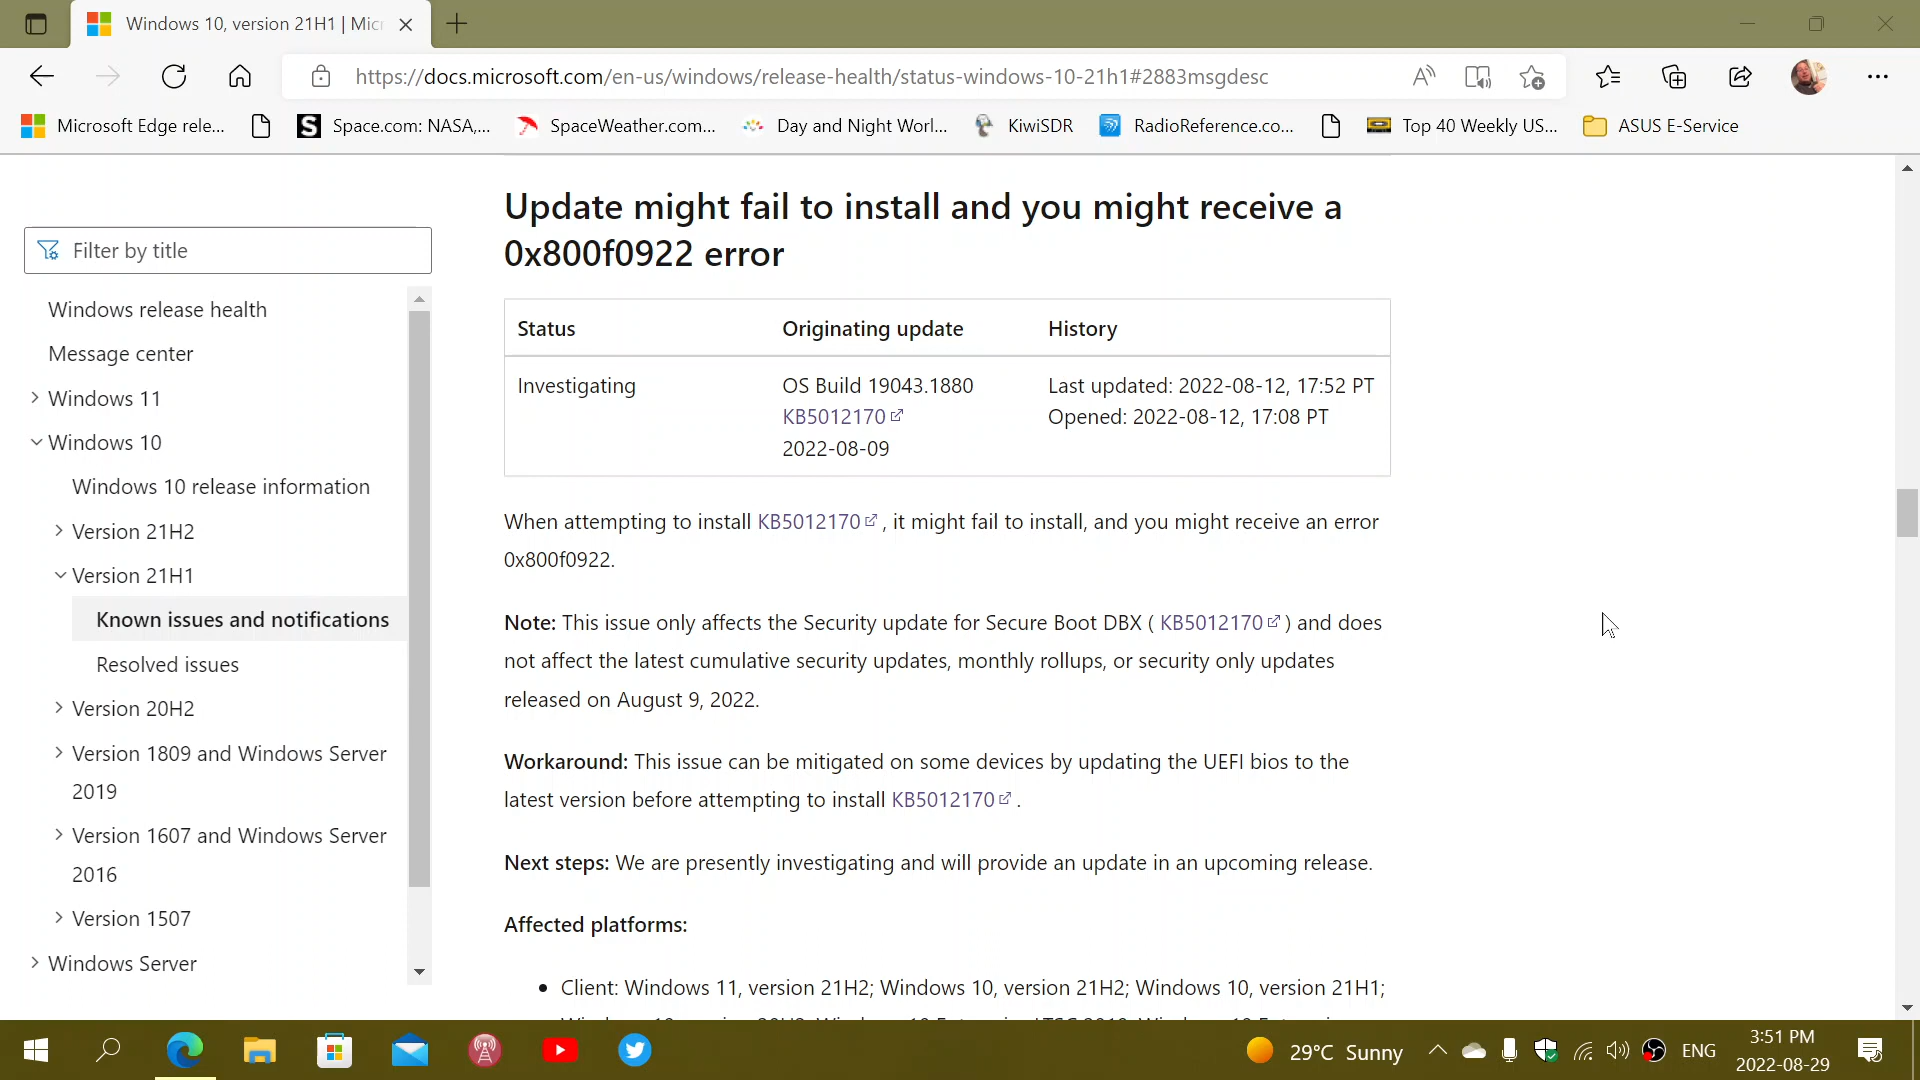 Windows 10, version 21H1 | Micr
https://docs.microsoft.com/en-us/windows/release-health/status-windows-10-21h1#2883msgdesc
Microsoft Edge rele...
Space.com: NASA,...
SpaceWeather.com...
Day and Night Worl...
KiwiSDR
RadioReference.co...
Top 40 Weekly US...
ASUS E-Service
Filter by title
Windows release health
Message center
Windows 11
Windows 10
Windows 10 release information
Version 21H2
Version 21H1
Known issues and notifications
Resolved issues
Version 20H2
Version 1809 and Windows Server
2019
Version 1607 and Windows Server
2016
Version 1507
Windows Server
Update might fail to install and you might receive a
0x800f0922 error
Status Originating update History
Investigating OS Build 19043.1880 Last updated: 2022-08-12, 17:52 PT
KB5012170 Opened: 2022-08-12, 17:08 PT
2022-08-09
When attempting to install KB5012170 , it might fail to install, and you might receive an error
0x800f0922.
Note: This issue only affects the Security update for Secure Boot DBX ( KB5012170 ) and does
not affect the latest cumulative security updates, monthly rollups, or security only updates
released on August 9, 2022.
Workaround: This issue can be mitigated on some devices by updating the UEFI bios to the
latest version before attempting to install KB5012170 .
Next steps: We are presently investigating and will provide an update in an upcoming release.
Affected platforms:
• Client: Windows 11, version 21H2; Windows 10, version 21H2; Windows 10, version 21H1;
29°C Sunny
ENG
3:51 PM
2022-08-29